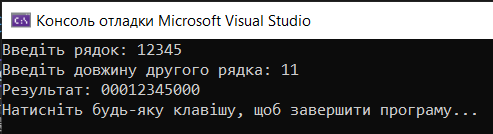 Консоль отладки Microsoft Visual Studio
Введіть рядок: 12345
Введіть довжину другого рядка: 11
Результат: 00012345000
Натисніть будь-яку клавішу, щоб завершити програму...